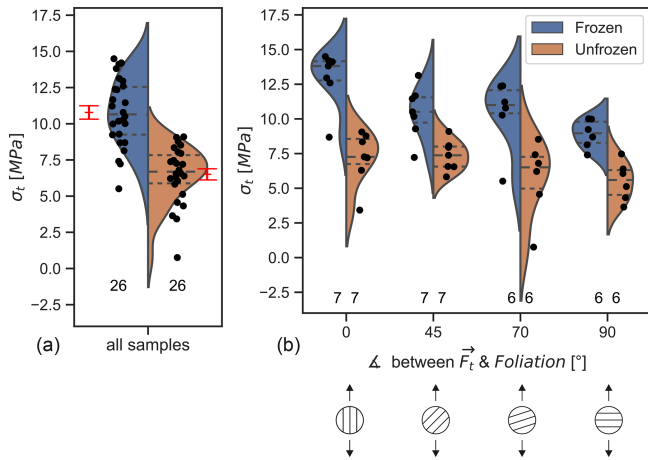 17.5
15.0
12.5
10.0
7.5
5.0
2.5
0.0
−2.5
σt [MPa]
26 26
(a)
all samples
17.5
15.0
12.5
10.0
7.5
5.0
2.5
0.0
−2.5
σt [MPa]
Frozen
Unfrozen
7 7 7 7 6 6 6 6
(b)
0 45 70 90
∡ between Ft & Foliation [°]